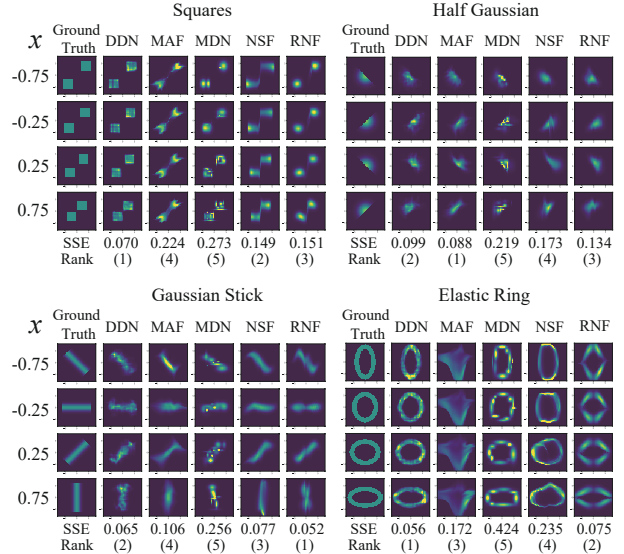 Squares
x Ground Truth DDN MAF MDN NSF RNF
-0.75
-0.25
0.25
0.75
SSE 0.070 0.224 0.273 0.149 0.151
Rank (1) (4) (5) (2) (3)
Half Gaussian
Ground Truth DDN MAF MDN NSF RNF
SSE 0.099 0.088 0.219 0.173 0.134
Rank (2) (1) (5) (4) (3)
Gaussian Stick
x Ground Truth DDN MAF MDN NSF RNF
-0.75
-0.25
0.25
0.75
SSE 0.065 0.106 0.256 0.077 0.052
Rank (2) (4) (5) (3) (1)
Elastic Ring
Ground Truth DDN MAF MDN NSF RNF
SSE 0.056 0.172 0.424 0.235 0.075
Rank (1) (3) (5) (4) (2)